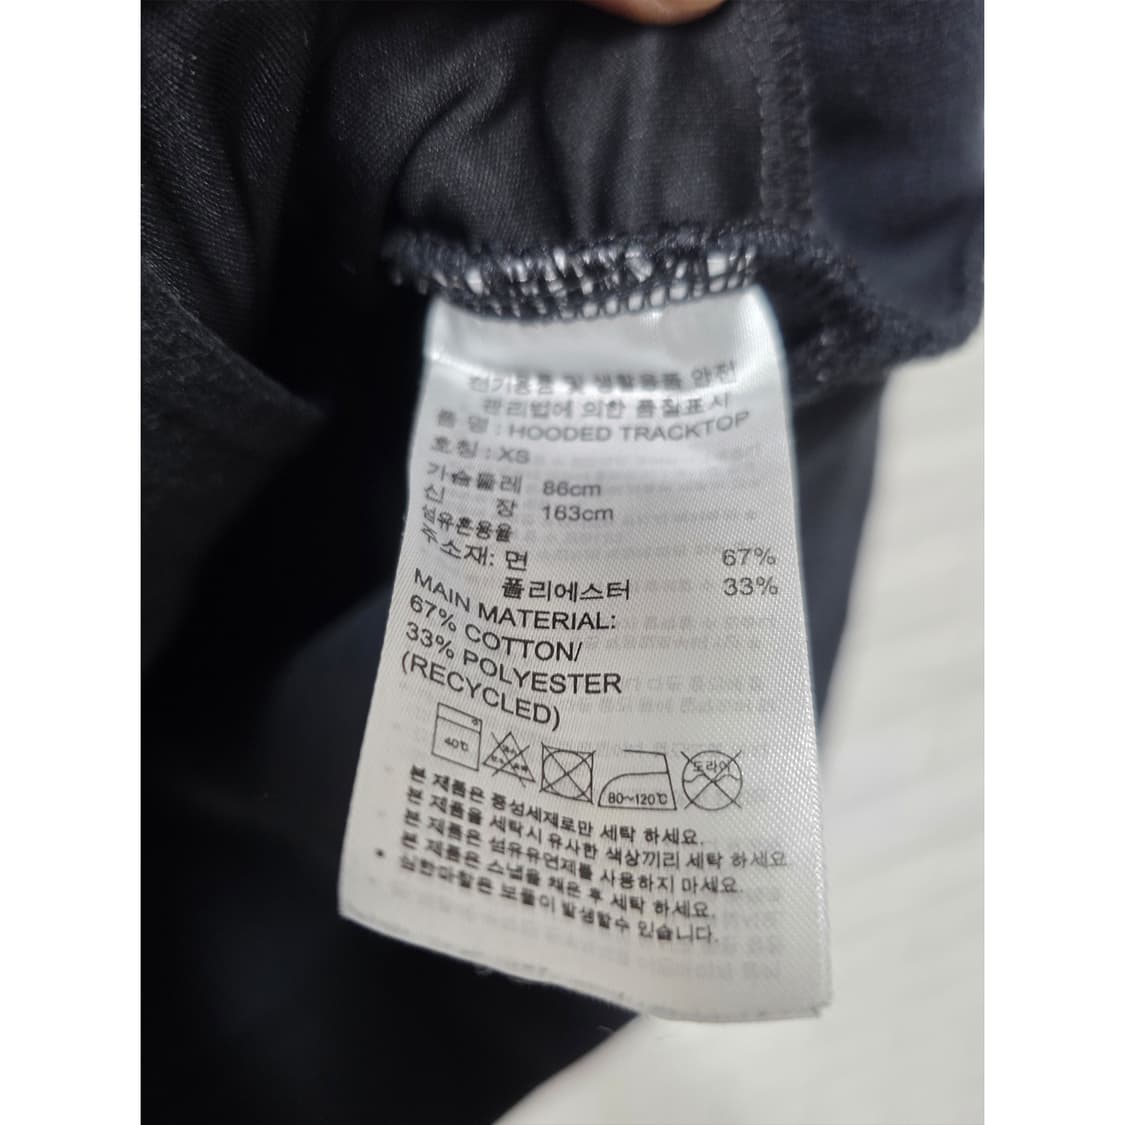 전기용품 및 생활용품 안전
관리법에 의한 품질표시
품 명 : HOODED TRACKTOP
호칭 : XS
가슴둘레 86cm
신 장 163cm
섬유혼용율
주소재: 면 67%
폴리에스터 33%
MAIN MATERIAL:
67% COTTON/
33% POLYESTER
(RECYCLED)
40℃
80~120℃
드라이
본 제품은 중성세제로만 세탁 하세요.
본 제품을 세탁시 유사한 색상끼리 세탁 하세요
본 제품은 섬유유연제를 사용하지 마세요.
본 제품은 스냅을 채운 후 세탁 하세요.
심한마찰은 보풀이 발생할수 있습니다.